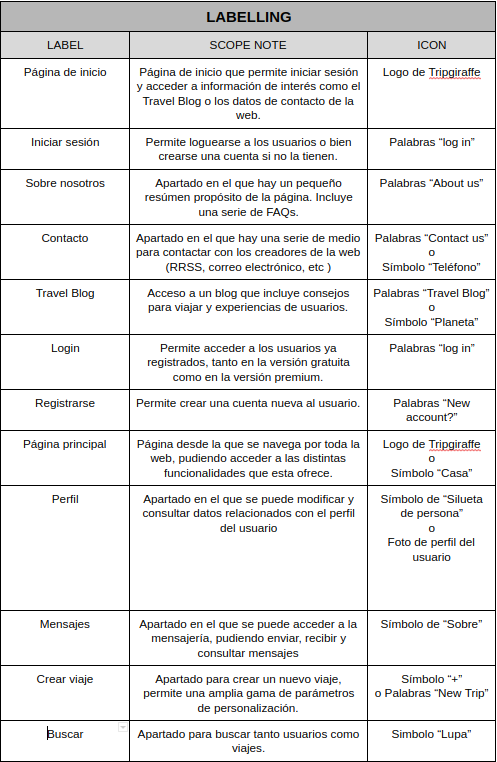 LABELLING
LABEL
SCOPE NOTE
ICON
Página de inicio
Página de inicio que permite iniciar sesión
y acceder a información de interés como el
Travel Blog o los datos de contacto de la
web.
Logo de Tripgiraffe
Iniciar sesión
Permite loguearse a los usuarios o bien
crearse una cuenta si no la tienen.
Palabras “log in”
Sobre nosotros
Apartado en el que hay un pequeño
resúmen propósito de la página. Incluye
una serie de FAQs.
Palabras “About us”
Contacto
Apartado en el que hay una serie de medio
para contactar con los creadores de la web
(RRSS, correo electrónico, etc )
Palabras “Contact us”
o
Símbolo “Teléfono”
Travel Blog
Acceso a un blog que incluye consejos
para viajar y experiencias de usuarios.
Palabras “Travel Blog”
o
Símbolo “Planeta”
Login
Permite acceder a los usuarios ya
registrados, tanto en la versión gratuita
como en la versión premium.
Palabras “log in”
Registrarse
Permite crear una cuenta nueva al usuario.
Palabras “New
account?”
Página principal
Página desde la que se navega por toda la
web, pudiendo acceder a las distintas
funcionalidades que esta ofrece.
Logo de Tripgiraffe
o
Símbolo “Casa”
Perfil
Apartado en el que se puede modificar y
consultar datos relacionados con el perfil
del usuario
Símbolo de “Silueta
de persona”
o
Foto de perfil del
usuario
Mensajes
Apartado en el que se puede acceder a la
mensajería, pudiendo enviar, recibir y
consultar mensajes
Símbolo de “Sobre”
Crear viaje
Apartado para crear un nuevo viaje,
permite una amplia gama de parámetros
de personalización.
Símbolo “+”
o Palabras “New Trip”
Buscar
Apartado para buscar tanto usuarios como
viajes.
Simbolo “Lupa”